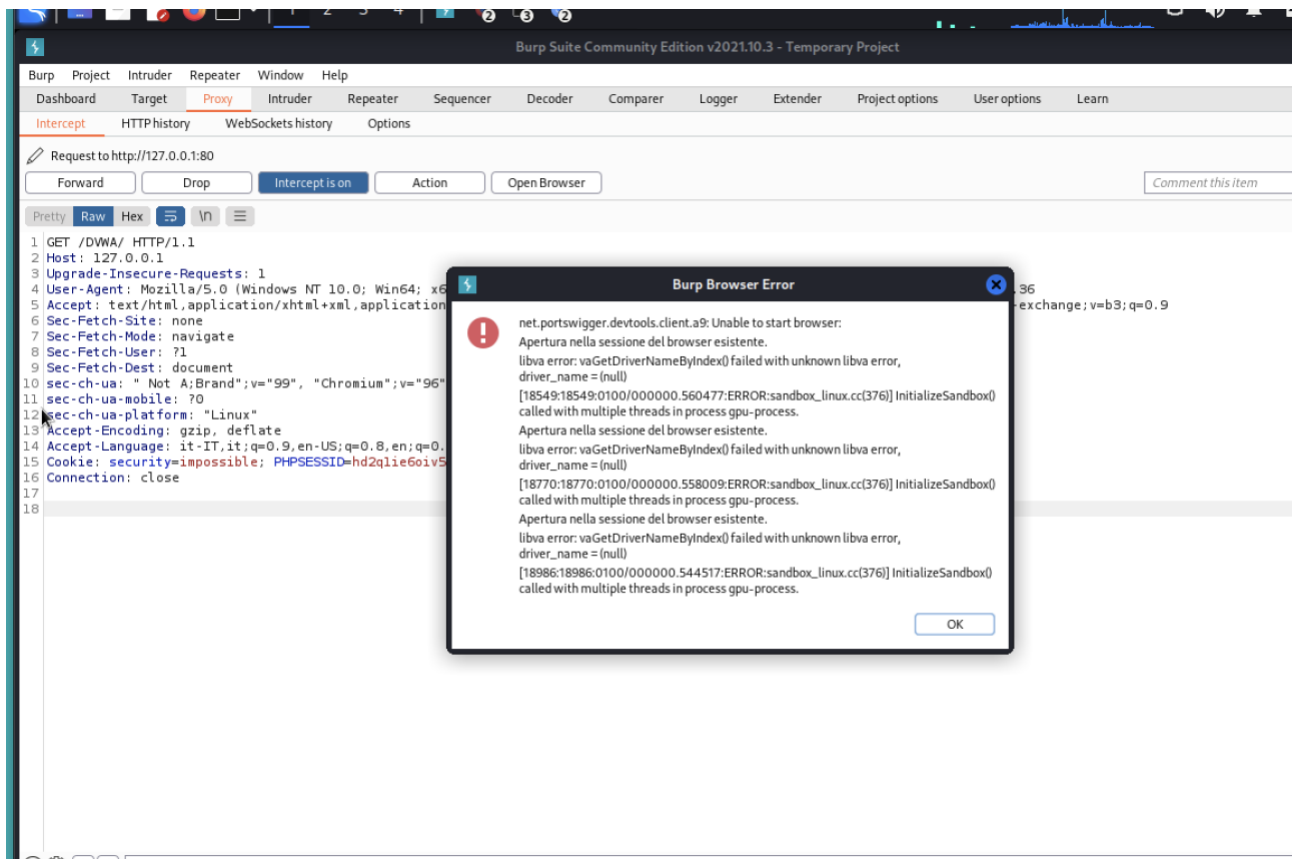 1 2 3 4 2 3 2
Burp Suite Community Edition v2021.10.3 - Temporary Project
Burp Project Intruder Repeater Window Help
Dashboard Target Proxy Intruder Repeater Sequencer Decoder Comparer Logger Extender Project options User options Learn
Intercept HTTP history WebSockets history Options
Request to http://127.0.0.1:80
Forward Drop Intercept is on Action Open Browser Comment this item
Pretty Raw Hex \n
1 GET /DVWA/ HTTP/1.1
2 Host: 127.0.0.1
3 Upgrade-Insecure-Requests: 1
4 User-Agent: Mozilla/5.0 (Windows NT 10.0; Win64; x6 .36
5 Accept: text/html,application/xhtml+xml,application -exchange;v=b3;q=0.9
6 Sec-Fetch-Site: none
7 Sec-Fetch-Mode: navigate
8 Sec-Fetch-User: ?1
9 Sec-Fetch-Dest: document
10 sec-ch-ua: " Not A;Brand";v="99", "Chromium";v="96"
11 sec-ch-ua-mobile: ?0
12 sec-ch-ua-platform: "Linux"
13 Accept-Encoding: gzip, deflate
14 Accept-Language: it-IT,it;q=0.9,en-US;q=0.8,en;q=0.
15 Cookie: security=impossible; PHPSESSID=hd2q1ie6oiv5
16 Connection: close
17
18
Burp Browser Error
net.portswigger.devtools.client.a9: Unable to start browser:
Apertura nella sessione del browser esistente.
libva error: vaGetDriverNameByIndex() failed with unknown libva error,
driver_name = (null)
[18549:18549:0100/000000.560477:ERROR:sandbox_linux.cc(376)] InitializeSandbox()
called with multiple threads in process gpu-process.
Apertura nella sessione del browser esistente.
libva error: vaGetDriverNameByIndex() failed with unknown libva error,
driver_name = (null)
[18770:18770:0100/000000.558009:ERROR:sandbox_linux.cc(376)] InitializeSandbox()
called with multiple threads in process gpu-process.
Apertura nella sessione del browser esistente.
libva error: vaGetDriverNameByIndex() failed with unknown libva error,
driver_name = (null)
[18986:18986:0100/000000.544517:ERROR:sandbox_linux.cc(376)] InitializeSandbox()
called with multiple threads in process gpu-process.
OK